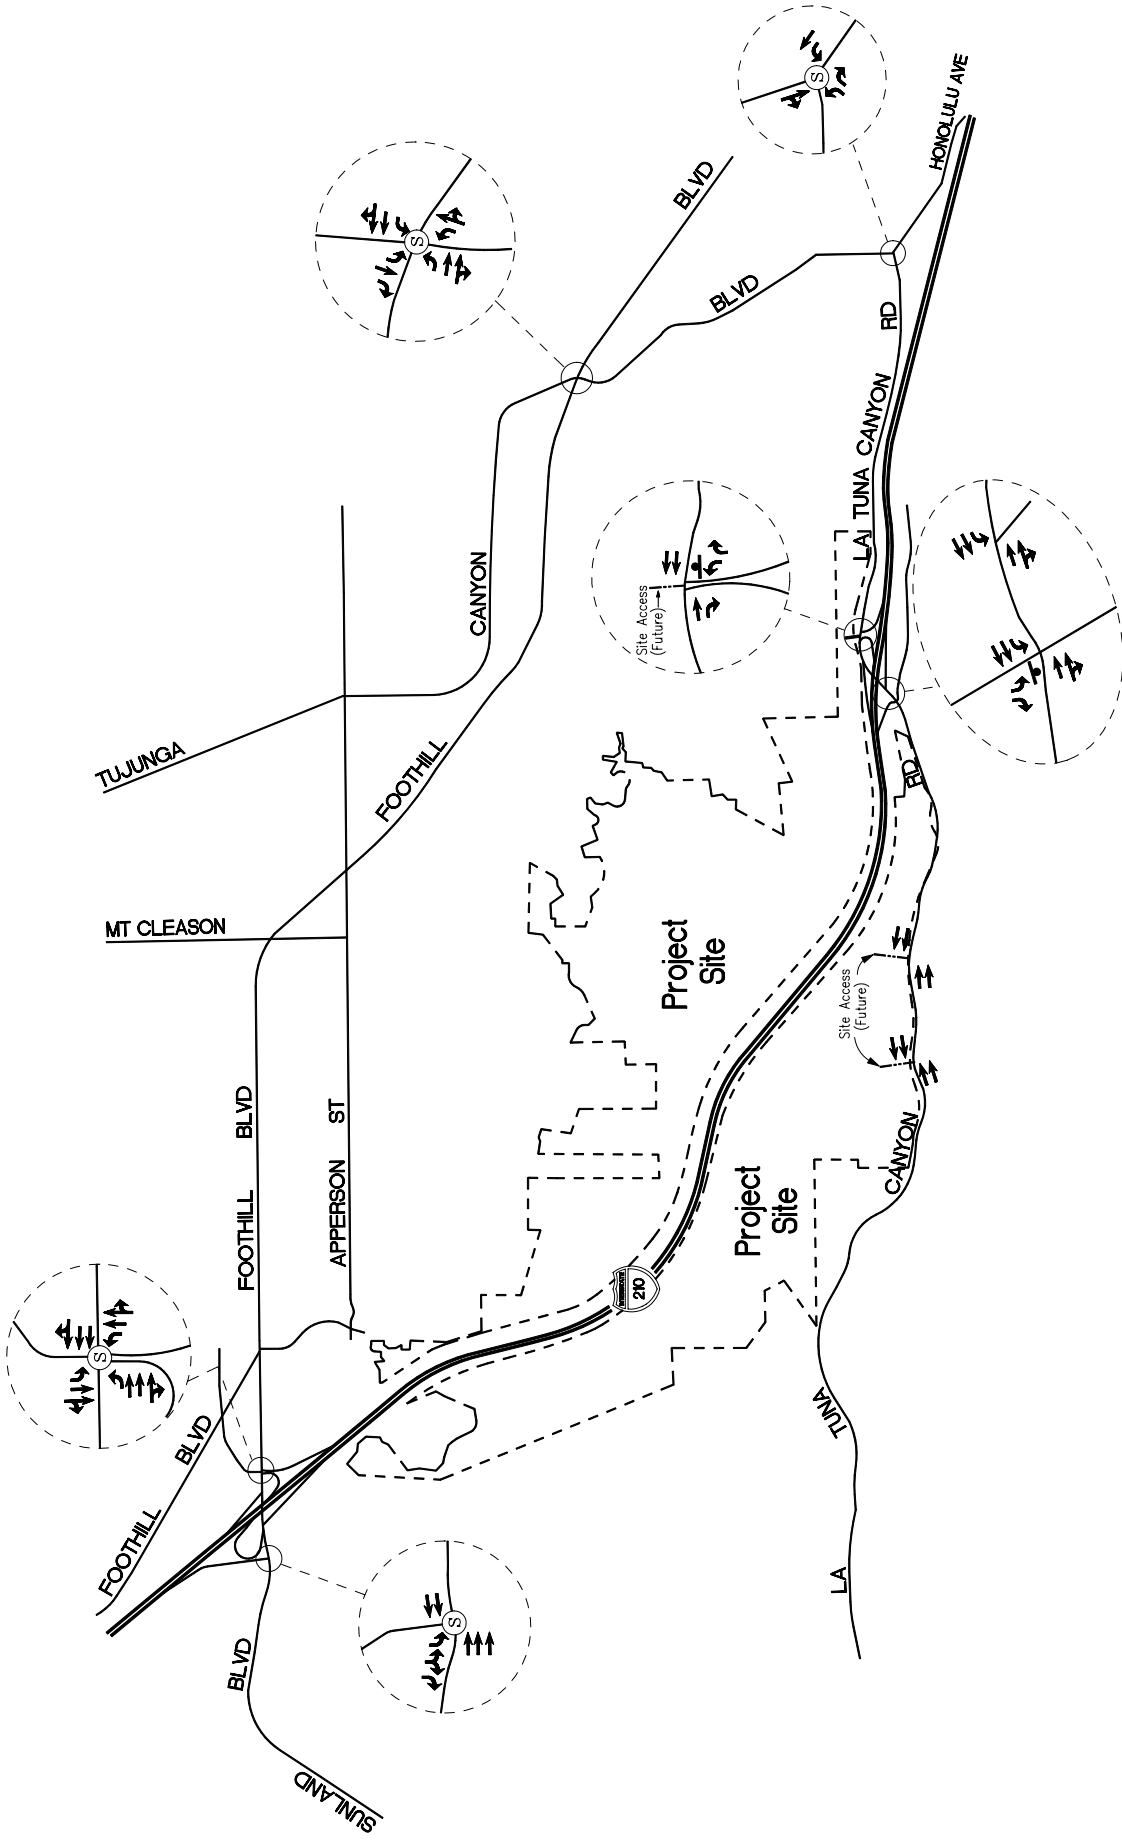 HONOLULU AVE
S
S
BLVD
BLVD
RD
LA TUNA CANYON
CANYON
Site Access
(Future)
TUJUNGA
FOOTHILL
RD
MT CLEASON
Project
Site
Site Access
(Future)
BLVD
FOOTHILL
ST
APPERSON
CANYON
Project
Site
INTERSTATE
210
S
BLVD
FOOTHILL
TUNA
LA
S
BLVD
SUNLAND